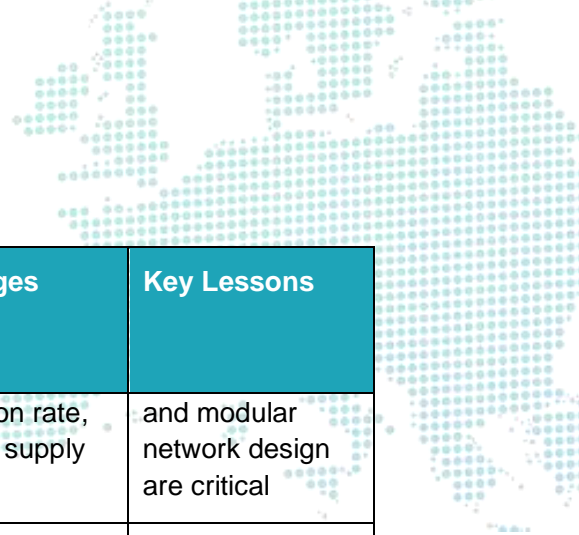 ges
Key Lessons
on rate,
supply
and modular
network design
are critical